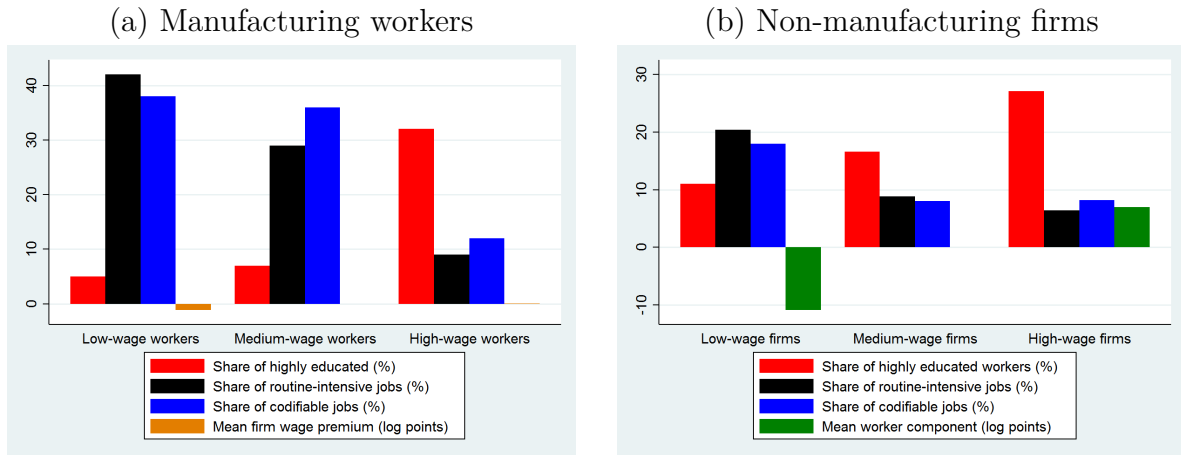 (a) Manufacturing workers
40
30
20
10
0
Low-wage workers Medium-wage workers High-wage workers
Share of highly educated (%)
Share of routine-intensive jobs (%)
Share of codifiable jobs (%)
Mean firm wage premium (log points)
(b) Non-manufacturing firms
30
20
10
0
-10
Low-wage firms Medium-wage firms High-wage firms
Share of highly educated workers (%)
Share of routine-intensive jobs (%)
Share of codifiable jobs (%)
Mean worker component (log points)